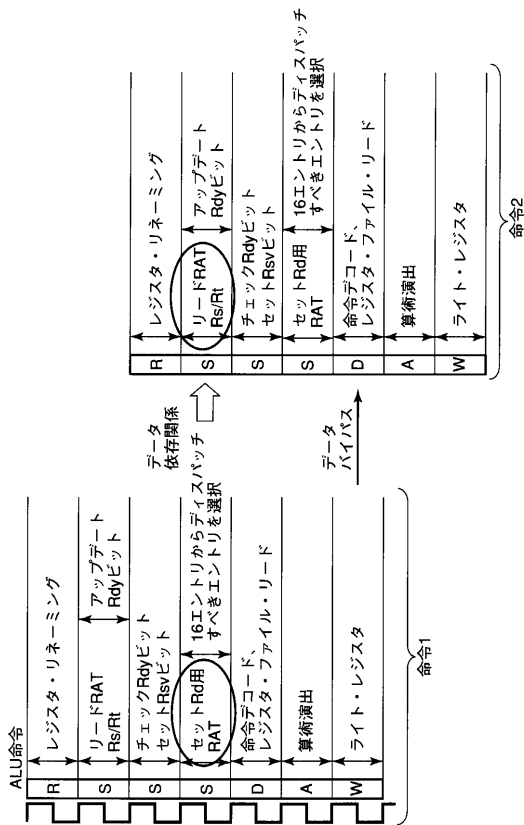 ALU命令
R
レジスタ・リネーミング
S
リードRAT
Rs/Rt
アップデート
Rdyビット
S
チェックRdyビット
セットRsvビット
S
セットRd用
RAT
16エントリからディスパッチ
すべきエントリを選択
D
命令デコード、
レジスタ・ファイル・リード
A
算術演出
W
ライト・レジスタ
命令1
データ
依存関係
データ
バイパス
R
レジスタ・リネーミング
S
リードRAT
Rs/Rt
アップデート
Rdyビット
S
チェックRdyビット
セットRsvビット
S
セットRd用
RAT
16エントリからディスパッチ
すべきエントリを選択
D
命令デコード、
レジスタ・ファイル・リード
A
算術演出
W
ライト・レジスタ
命令2